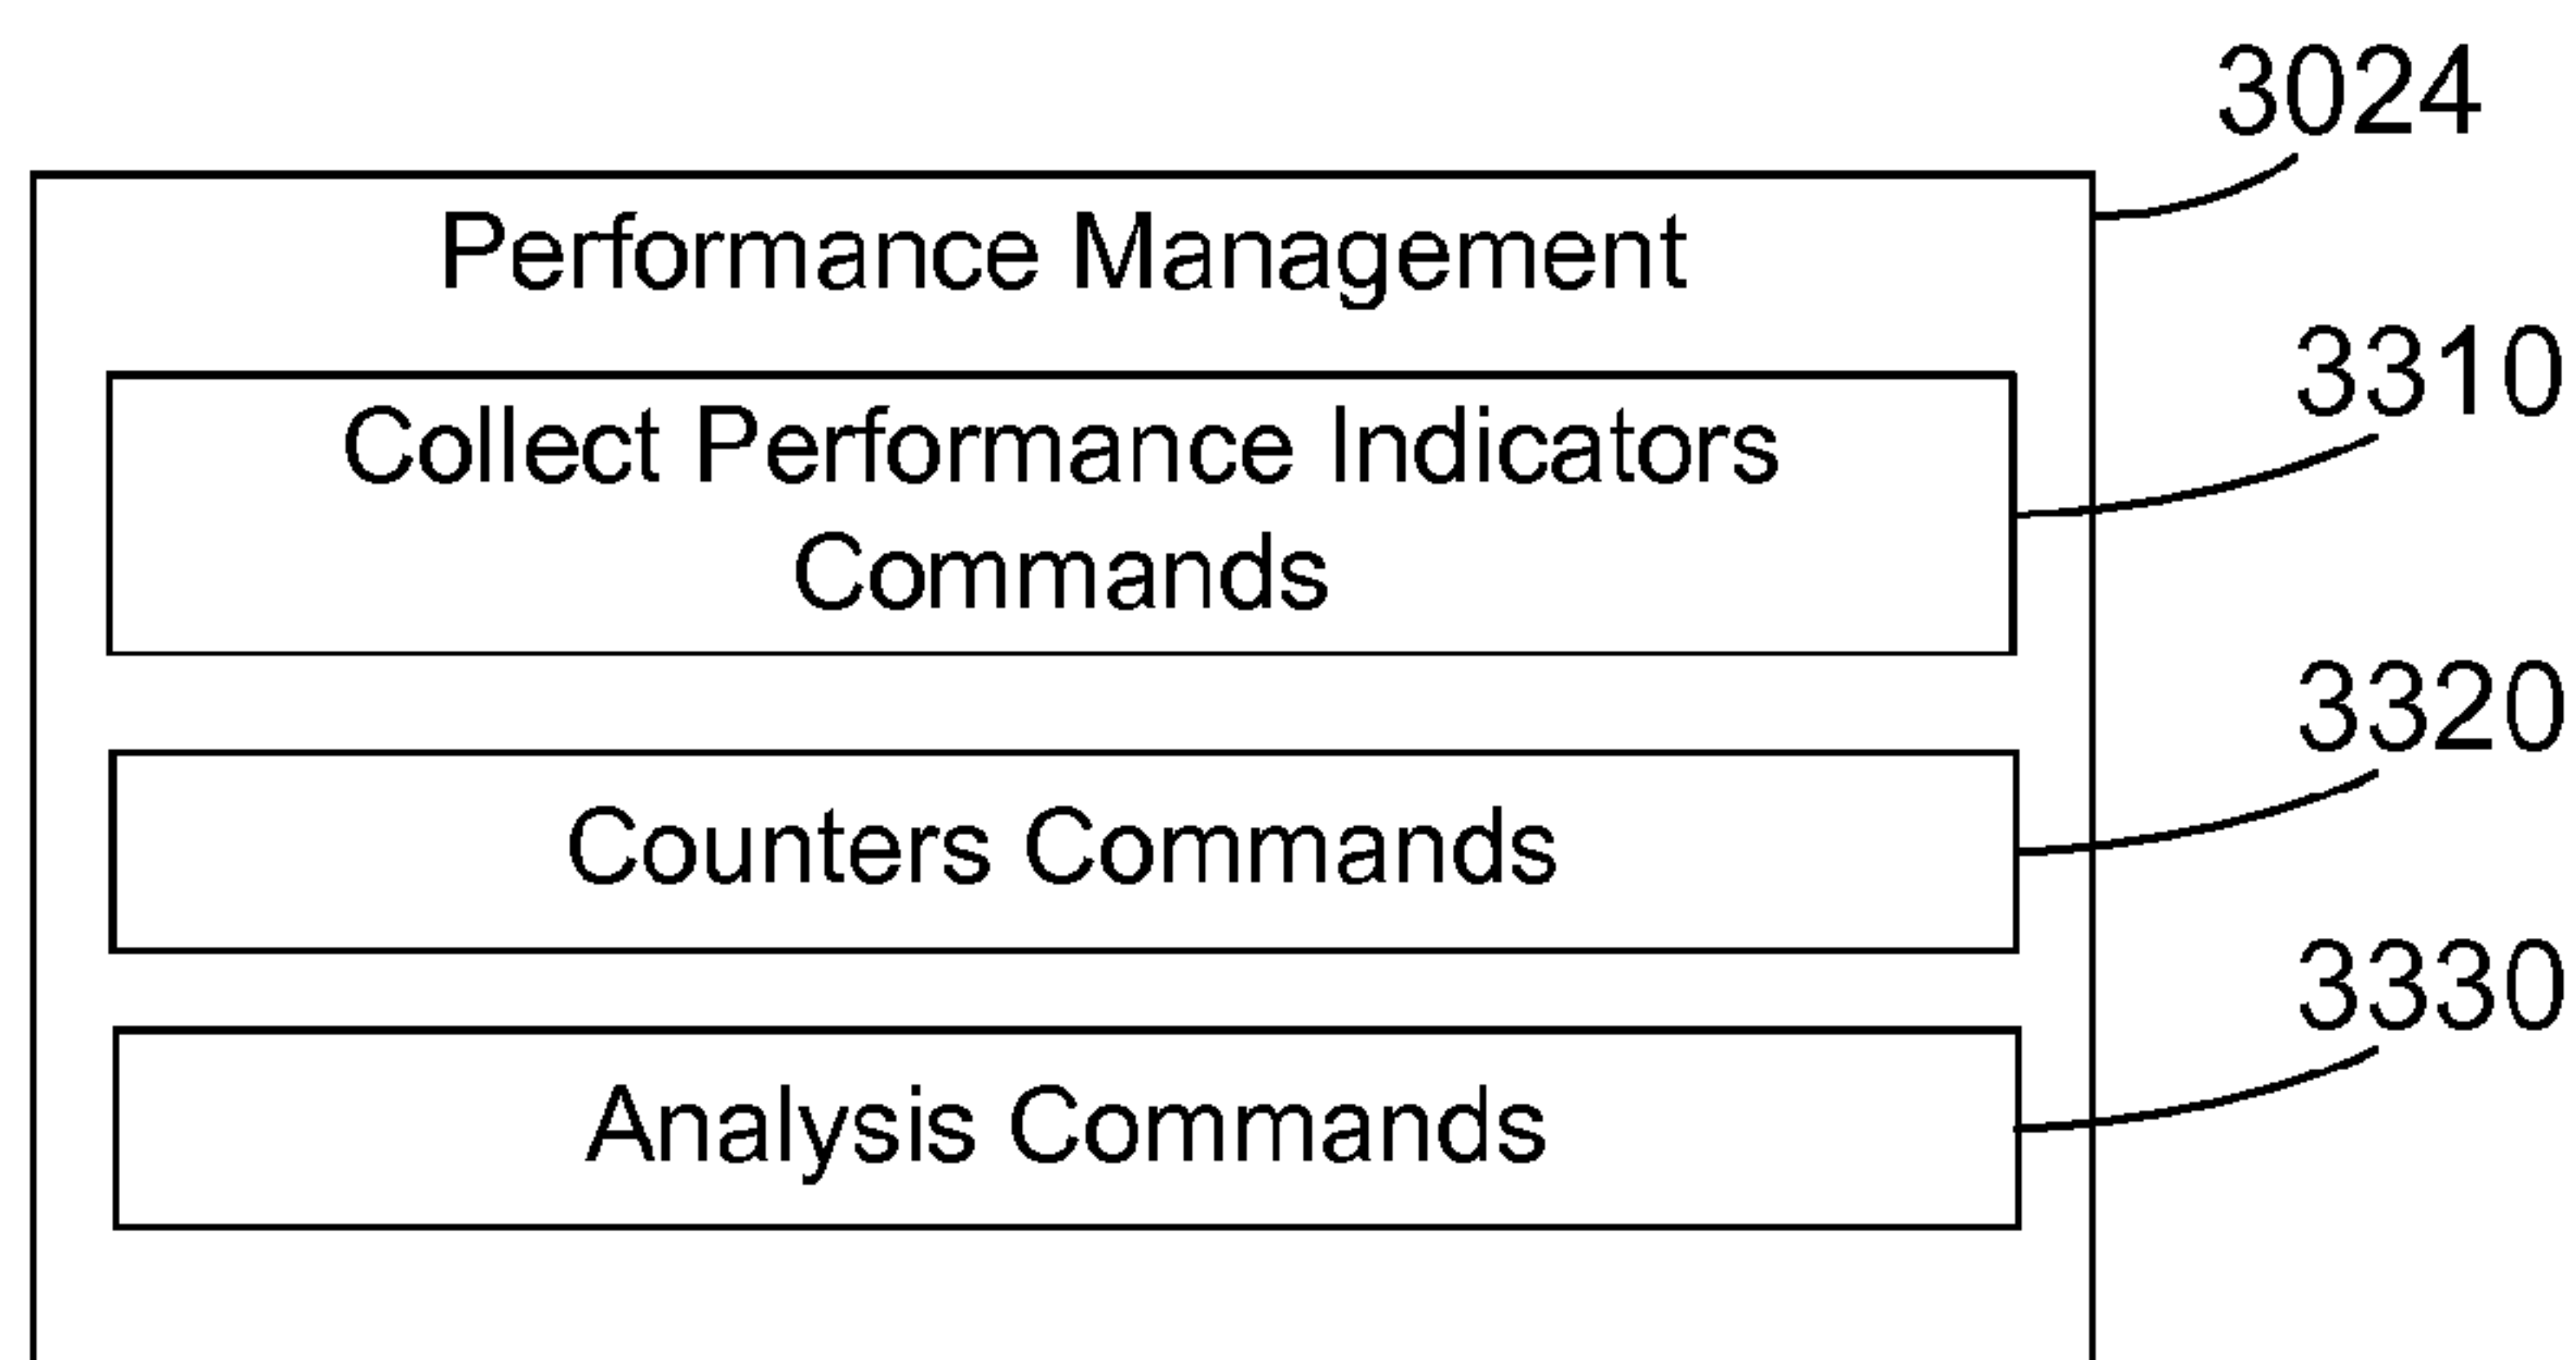 3024
Performance Management
3310
Collect Performance Indicators
Commands
3320
Counters Commands
3330
Analysis Commands